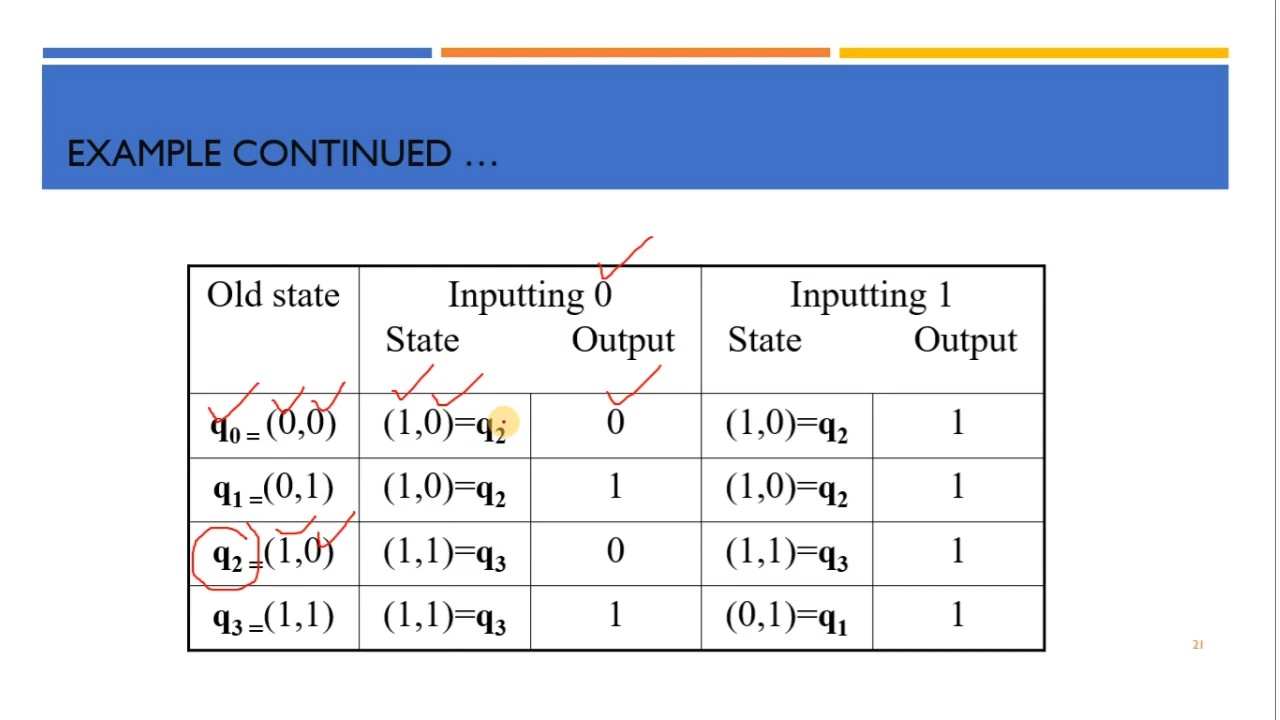 EXAMPLE CONTINUED ...
Old state Inputting 0 Inputting 1
State Output State Output
q0 = (0,0) (1,0)=q2 0 (1,0)=q2 1
q1 =(0,1) (1,0)=q2 1 (1,0)=q2 1
q2 =(1,0) (1,1)=q3 0 (1,1)=q3 1
q3 =(1,1) (1,1)=q3 1 (0,1)=q1 1
21